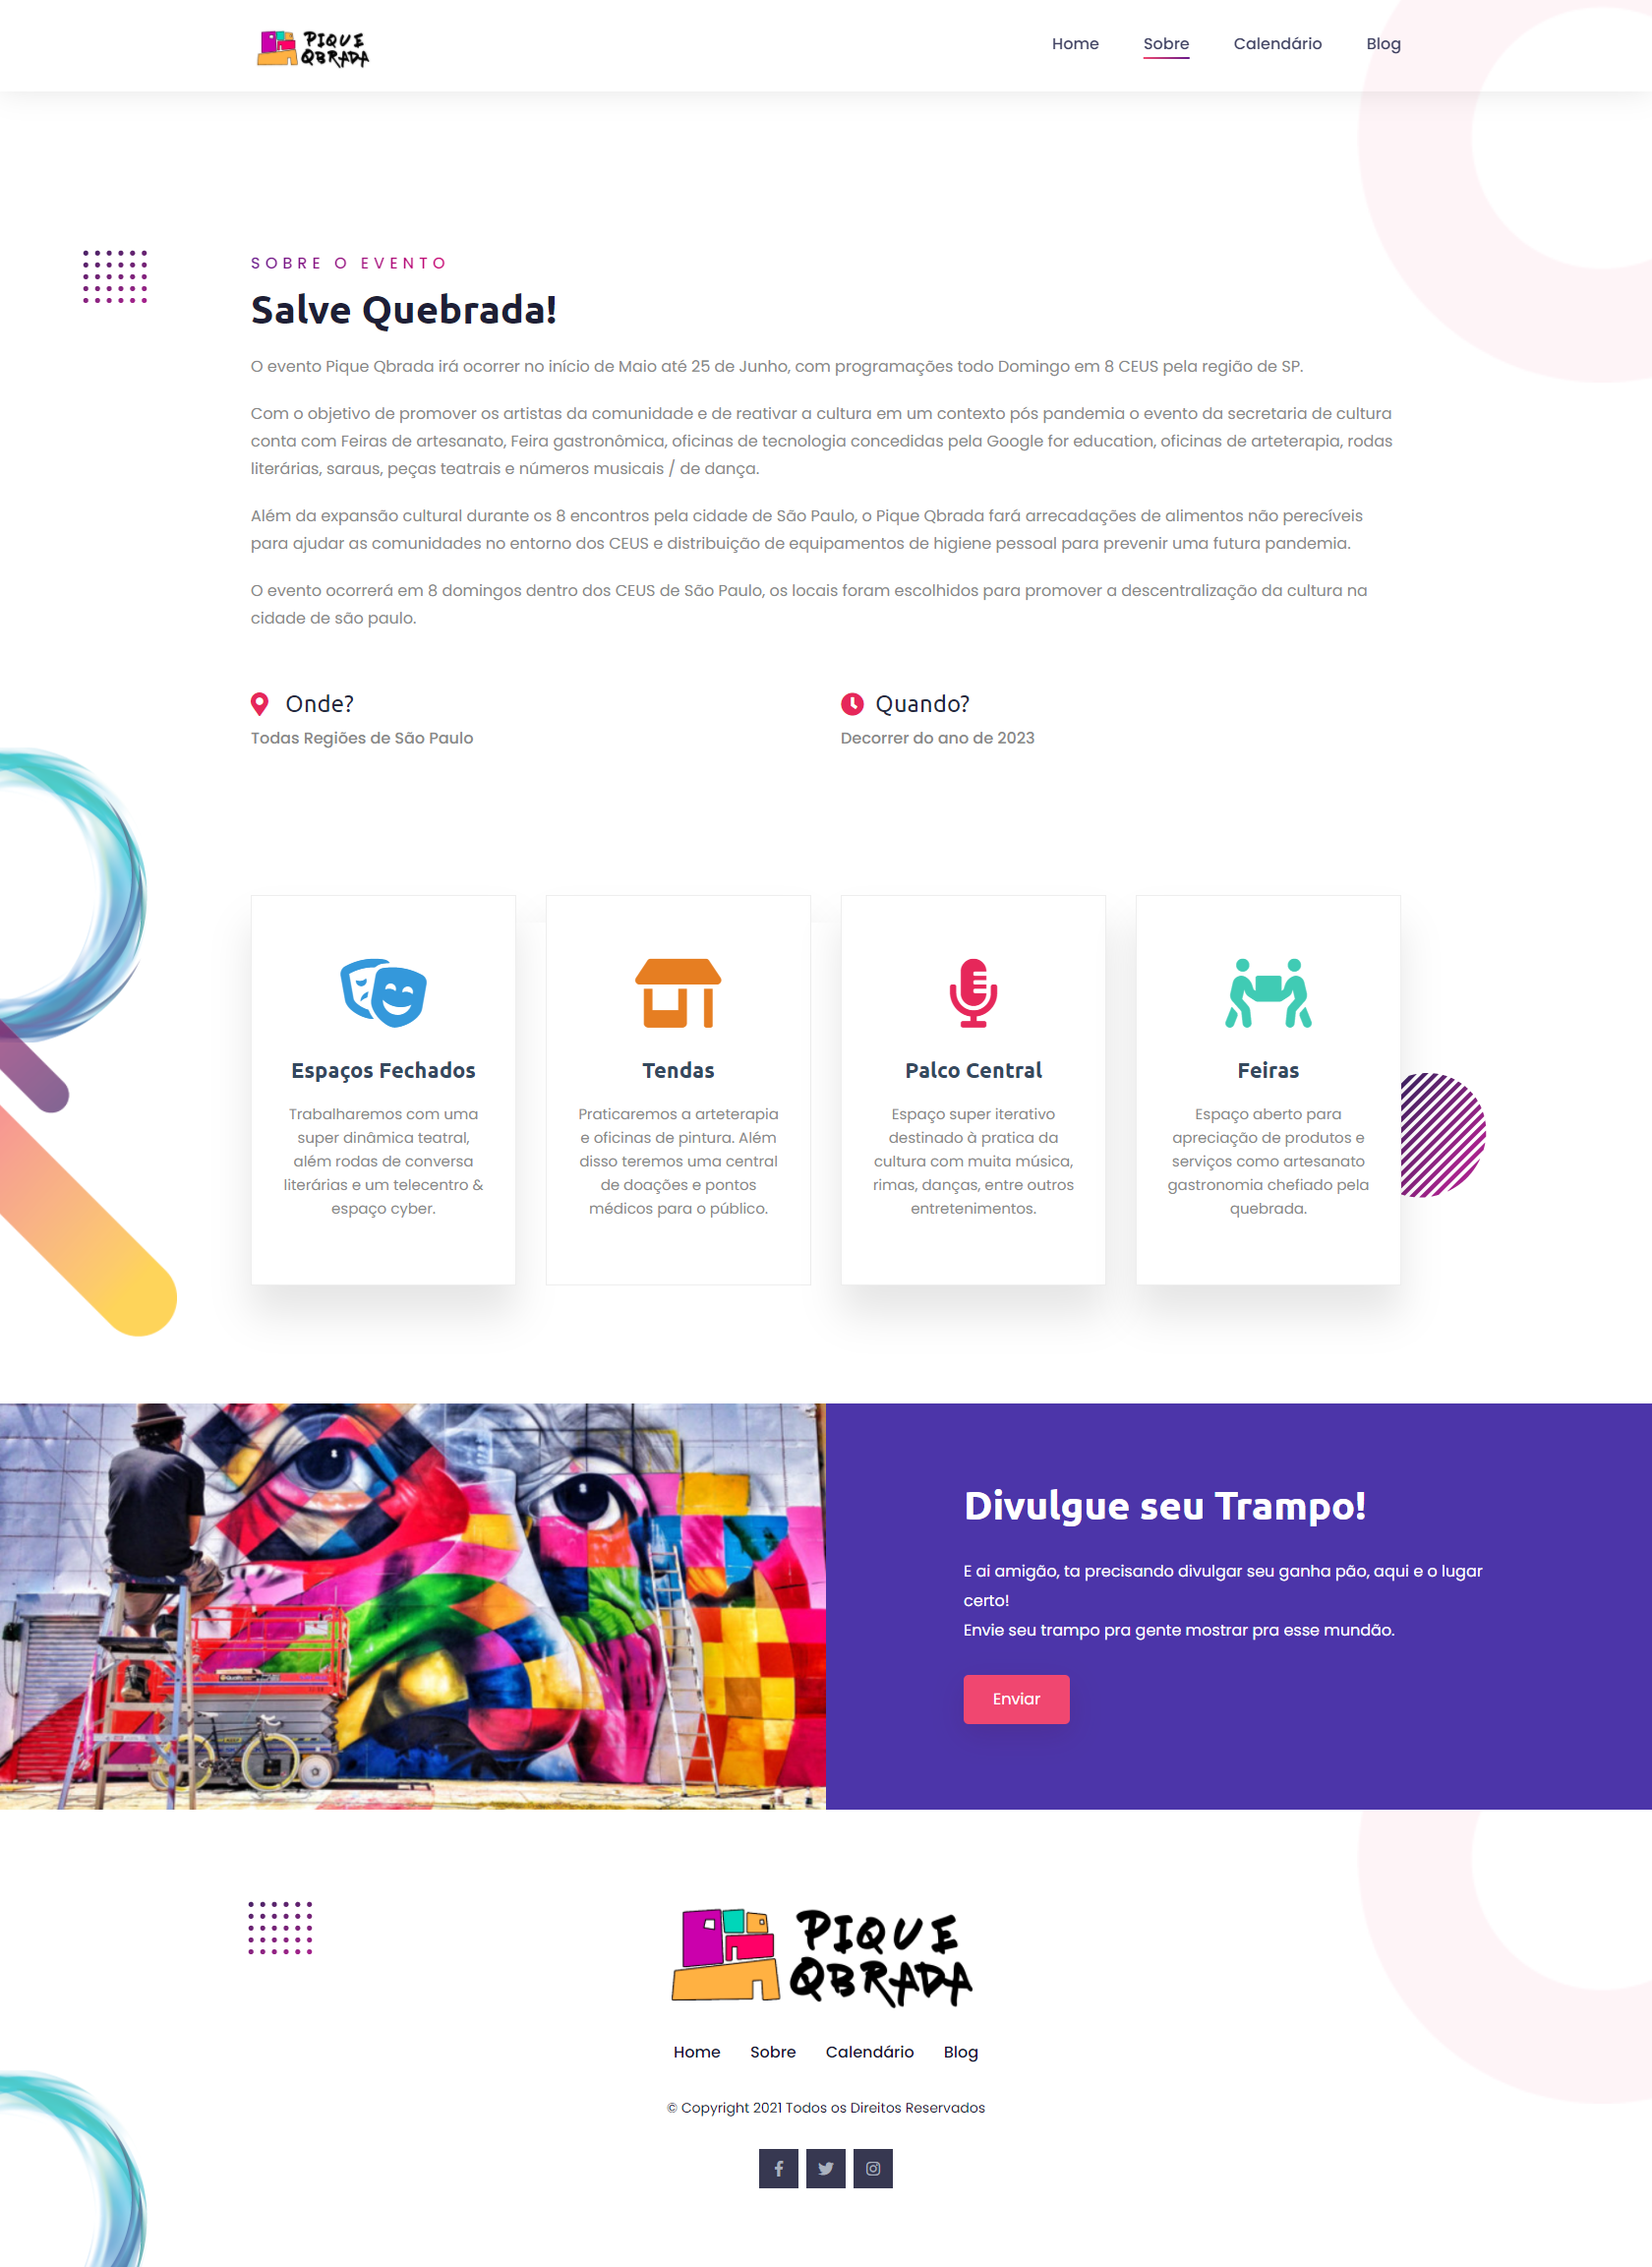 PIQUE
QBRADA
Home Sobre Calendário Blog
SOBRE O EVENTO
Salve Quebrada!
O evento Pique Qbrada irá ocorrer no início de Maio até 25 de Junho, com programações todo Domingo em 8 CEUS pela região de SP.
Com o objetivo de promover os artistas da comunidade e de reativar a cultura em um contexto pós pandemia o evento da secretaria de cultura
conta com Feiras de artesanato, Feira gastronômica, oficinas de tecnologia concedidas pela Google for education, oficinas de arteterapia, rodas
literárias, saraus, peças teatrais e números musicais / de dança.
Além da expansão cultural durante os 8 encontros pela cidade de São Paulo, o Pique Qbrada fará arrecadações de alimentos não perecíveis
para ajudar as comunidades no entorno dos CEUS e distribuição de equipamentos de higiene pessoal para prevenir uma futura pandemia.
O evento ocorrerá em 8 domingos dentro dos CEUS de São Paulo, os locais foram escolhidos para promover a descentralização da cultura na
cidade de são paulo.
Onde?
Todas Regiões de São Paulo
Quando?
Decorrer do ano de 2023
Espaços Fechados
Trabalharemos com uma
super dinâmica teatral,
além rodas de conversa
literárias e um telecentro &
espaço cyber.
Tendas
Praticaremos a arteterapia
e oficinas de pintura. Além
disso teremos uma central
de doações e pontos
médicos para o público.
Palco Central
Espaço super iterativo
destinado à pratica da
cultura com muita música,
rimas, danças, entre outros
entretenimentos.
Feiras
Espaço aberto para
apreciação de produtos e
serviços como artesanato
gastronomia chefiado pela
quebrada.
Divulgue seu Trampo!
E ai amigão, ta precisando divulgar seu ganha pão, aqui e o lugar
certo!
Envie seu trampo pra gente mostrar pra esse mundão.
Enviar
PIQUE
QBRADA
Home Sobre Calendário Blog
© Copyright 2021 Todos os Direitos Reservados